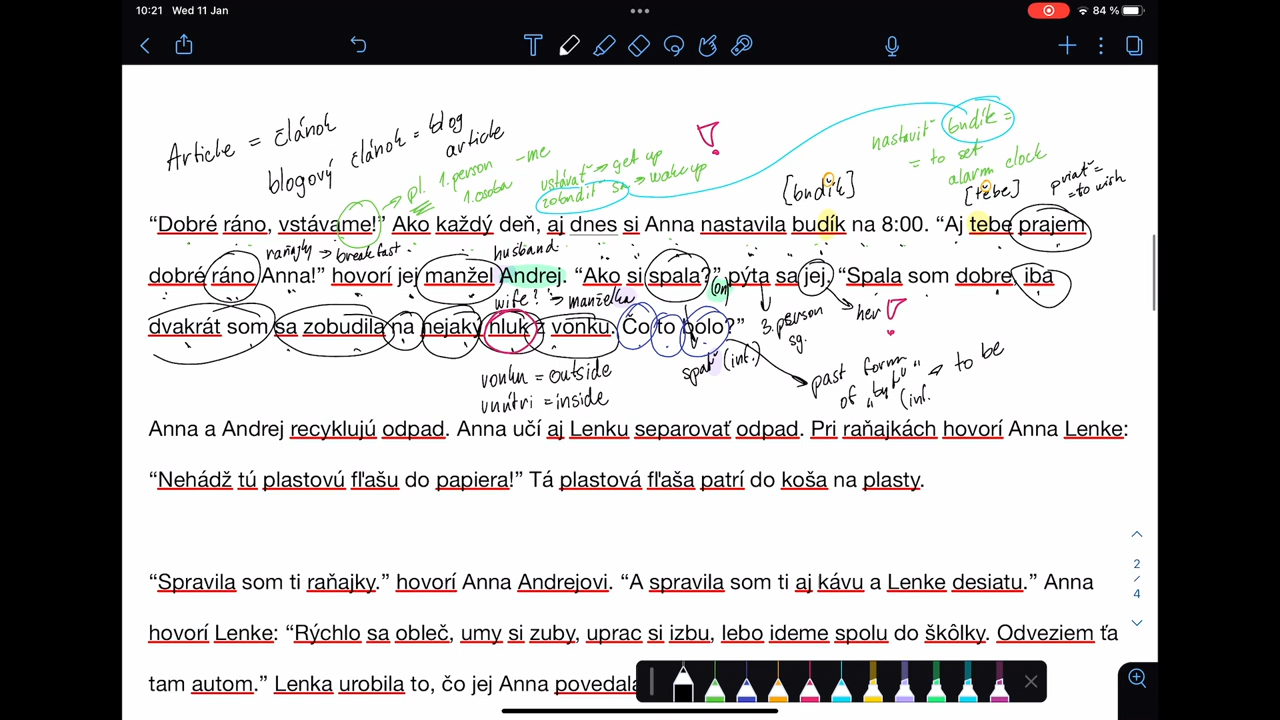 10:21 Wed 11 Jan
84 %
Article = článok
blogový článok = blog article
pl. 1. person -me
1. osoba
vstávať → get up
zobudiť sa → wake up
nastaviť budík =
= to set
alarm clock
[budík]
[tebe]
priať =
= to wish
“Dobré ráno, vstávame!” Ako každý deň, aj dnes si Anna nastavila budík na 8:00. “Aj tebe prajem
raňajky → breakfast
husband
dobré ráno Anna!” hovorí jej manžel Andrej. “Ako si spala?” pýta sa jej. “Spala som dobre, iba
wife? → manželka
(on)
3. person
sg.
her
dvakrát som sa zobudila na nejaký hluk z vonku. Čo to bolo?”
spať (inf.)
past form
of "byť" → to be
(inf.
vonku = outside
vnútri = inside
Anna a Andrej recyklujú odpad. Anna učí aj Lenku separovať odpad. Pri raňajkách hovorí Anna Lenke:
“Nehádž tú plastovú fľašu do papiera!” Tá plastová fľaša patrí do koša na plasty.
2
/
4
“Spravila som ti raňajky.” hovorí Anna Andrejovi. “A spravila som ti aj kávu a Lenke desiatu.” Anna
hovorí Lenke: “Rýchlo sa obleč, umy si zuby, uprac si izbu, lebo ideme spolu do škôlky. Odveziem ťa
tam autom.” Lenka urobila to, čo jej Anna povedala